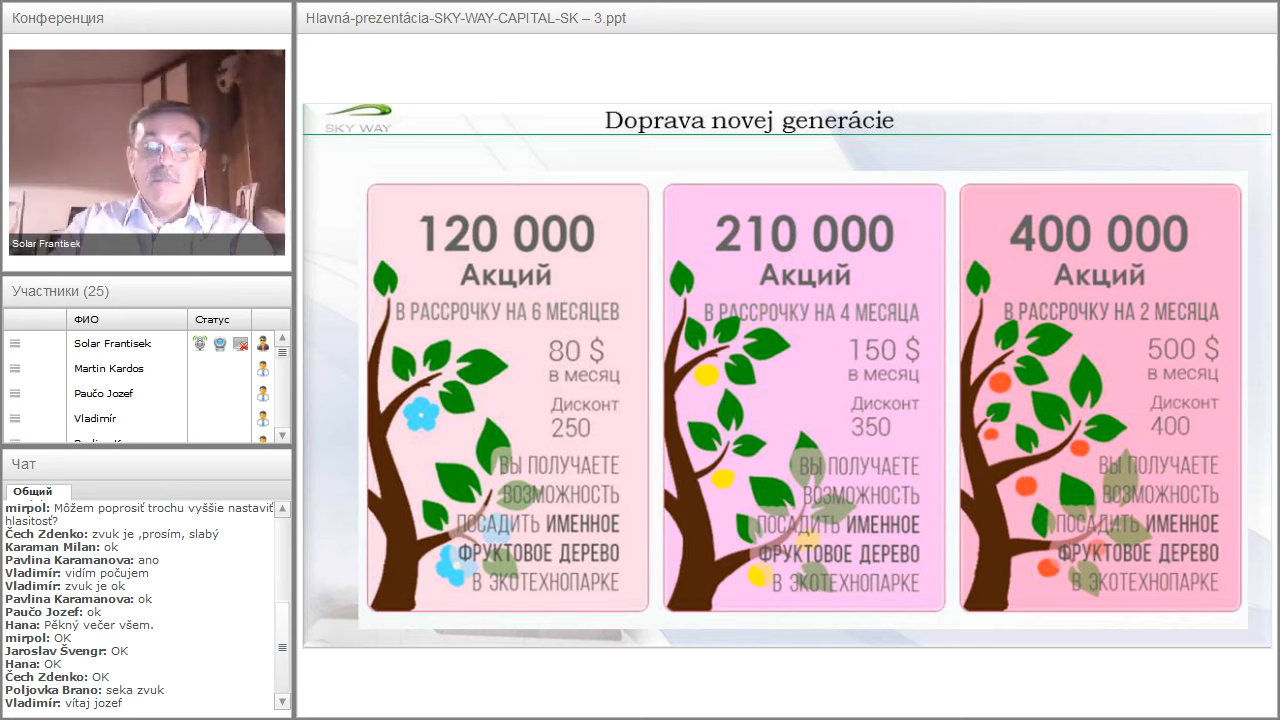 Конференция
Solar Frantisek
Участники (25)
ФИО
Статус
Solar Frantisek
Martin Kardos
Paučo Jozef
Vladimír
Чат
Общий
mirpol: Môžem poprosiť trochu vyššie nastaviť
hlasitosť?
Čech Zdenko: zvuk je ,prosím, slabý
Karaman Milan: ok
Pavlina Karamanova: ano
Vladimír: vidím počujem
Vladimír: zvuk je ok
Pavlina Karamanova: ok
Paučo Jozef: ok
Hana: Pěkný večer všem.
mirpol: OK
Jaroslav Švengr: OK
Hana: OK
Čech Zdenko: OK
Poljovka Brano: seka zvuk
Vladimír: vítaj jozef
Hlavná-prezentácia-SKY-WAY-CAPITAL-SK – 3.ppt
SKY WAY
Doprava novej generácie
120 000
Акций
В РАССРОЧКУ НА 6 МЕСЯЦЕВ
80 $
в месяц
Дисконт
250
ВЫ ПОЛУЧАЕТЕ
ВОЗМОЖНОСТЬ
ПОСАДИТЬ ИМЕННОЕ
ФРУКТОВОЕ ДЕРЕВО
В ЭКОТЕХНОПАРКЕ
210 000
Акций
В РАССРОЧКУ НА 4 МЕСЯЦА
150 $
в месяц
Дисконт
350
ВЫ ПОЛУЧАЕТЕ
ВОЗМОЖНОСТЬ
ПОСАДИТЬ ИМЕННОЕ
ФРУКТОВОЕ ДЕРЕВО
В ЭКОТЕХНОПАРКЕ
400 000
Акций
В РАССРОЧКУ НА 2 МЕСЯЦА
500 $
в месяц
Дисконт
400
ВЫ ПОЛУЧАЕТЕ
ВОЗМОЖНОСТЬ
ПОСАДИТЬ ИМЕННОЕ
ФРУКТОВОЕ ДЕРЕВО
В ЭКОТЕХНОПАРКЕ